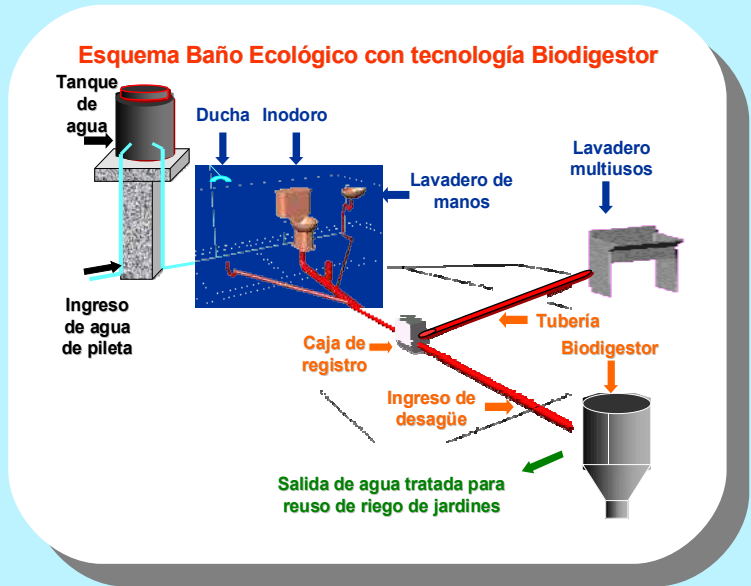 Esquema Baño Ecológico con tecnología Biodigestor
Tanque
de
agua
Ducha
Inodoro
Lavadero
multiusos
Lavadero de
manos
Ingreso
de agua
de pileta
Tubería
Caja de
registro
Biodigestor
Ingreso de
desagüe
Salida de agua tratada para
reuso de riego de jardines